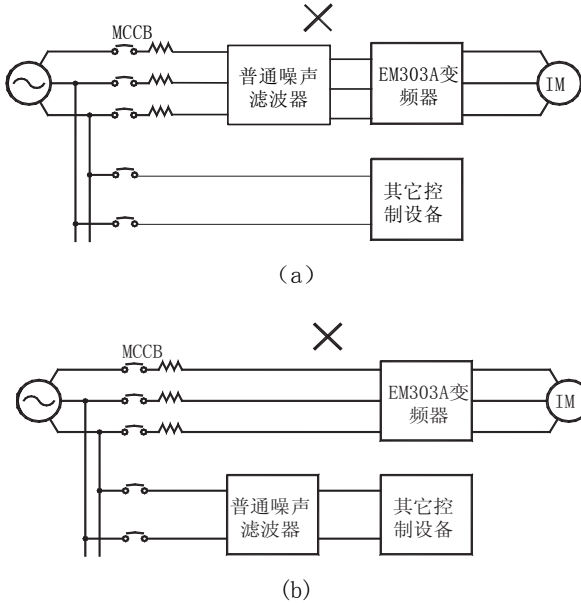 MCCB
普通噪声
滤波器
EM303A变
频器
IM
其它控
制设备
(a)
MCCB
EM303A变
频器
IM
普通噪声
滤波器
其它控
制设备
(b)